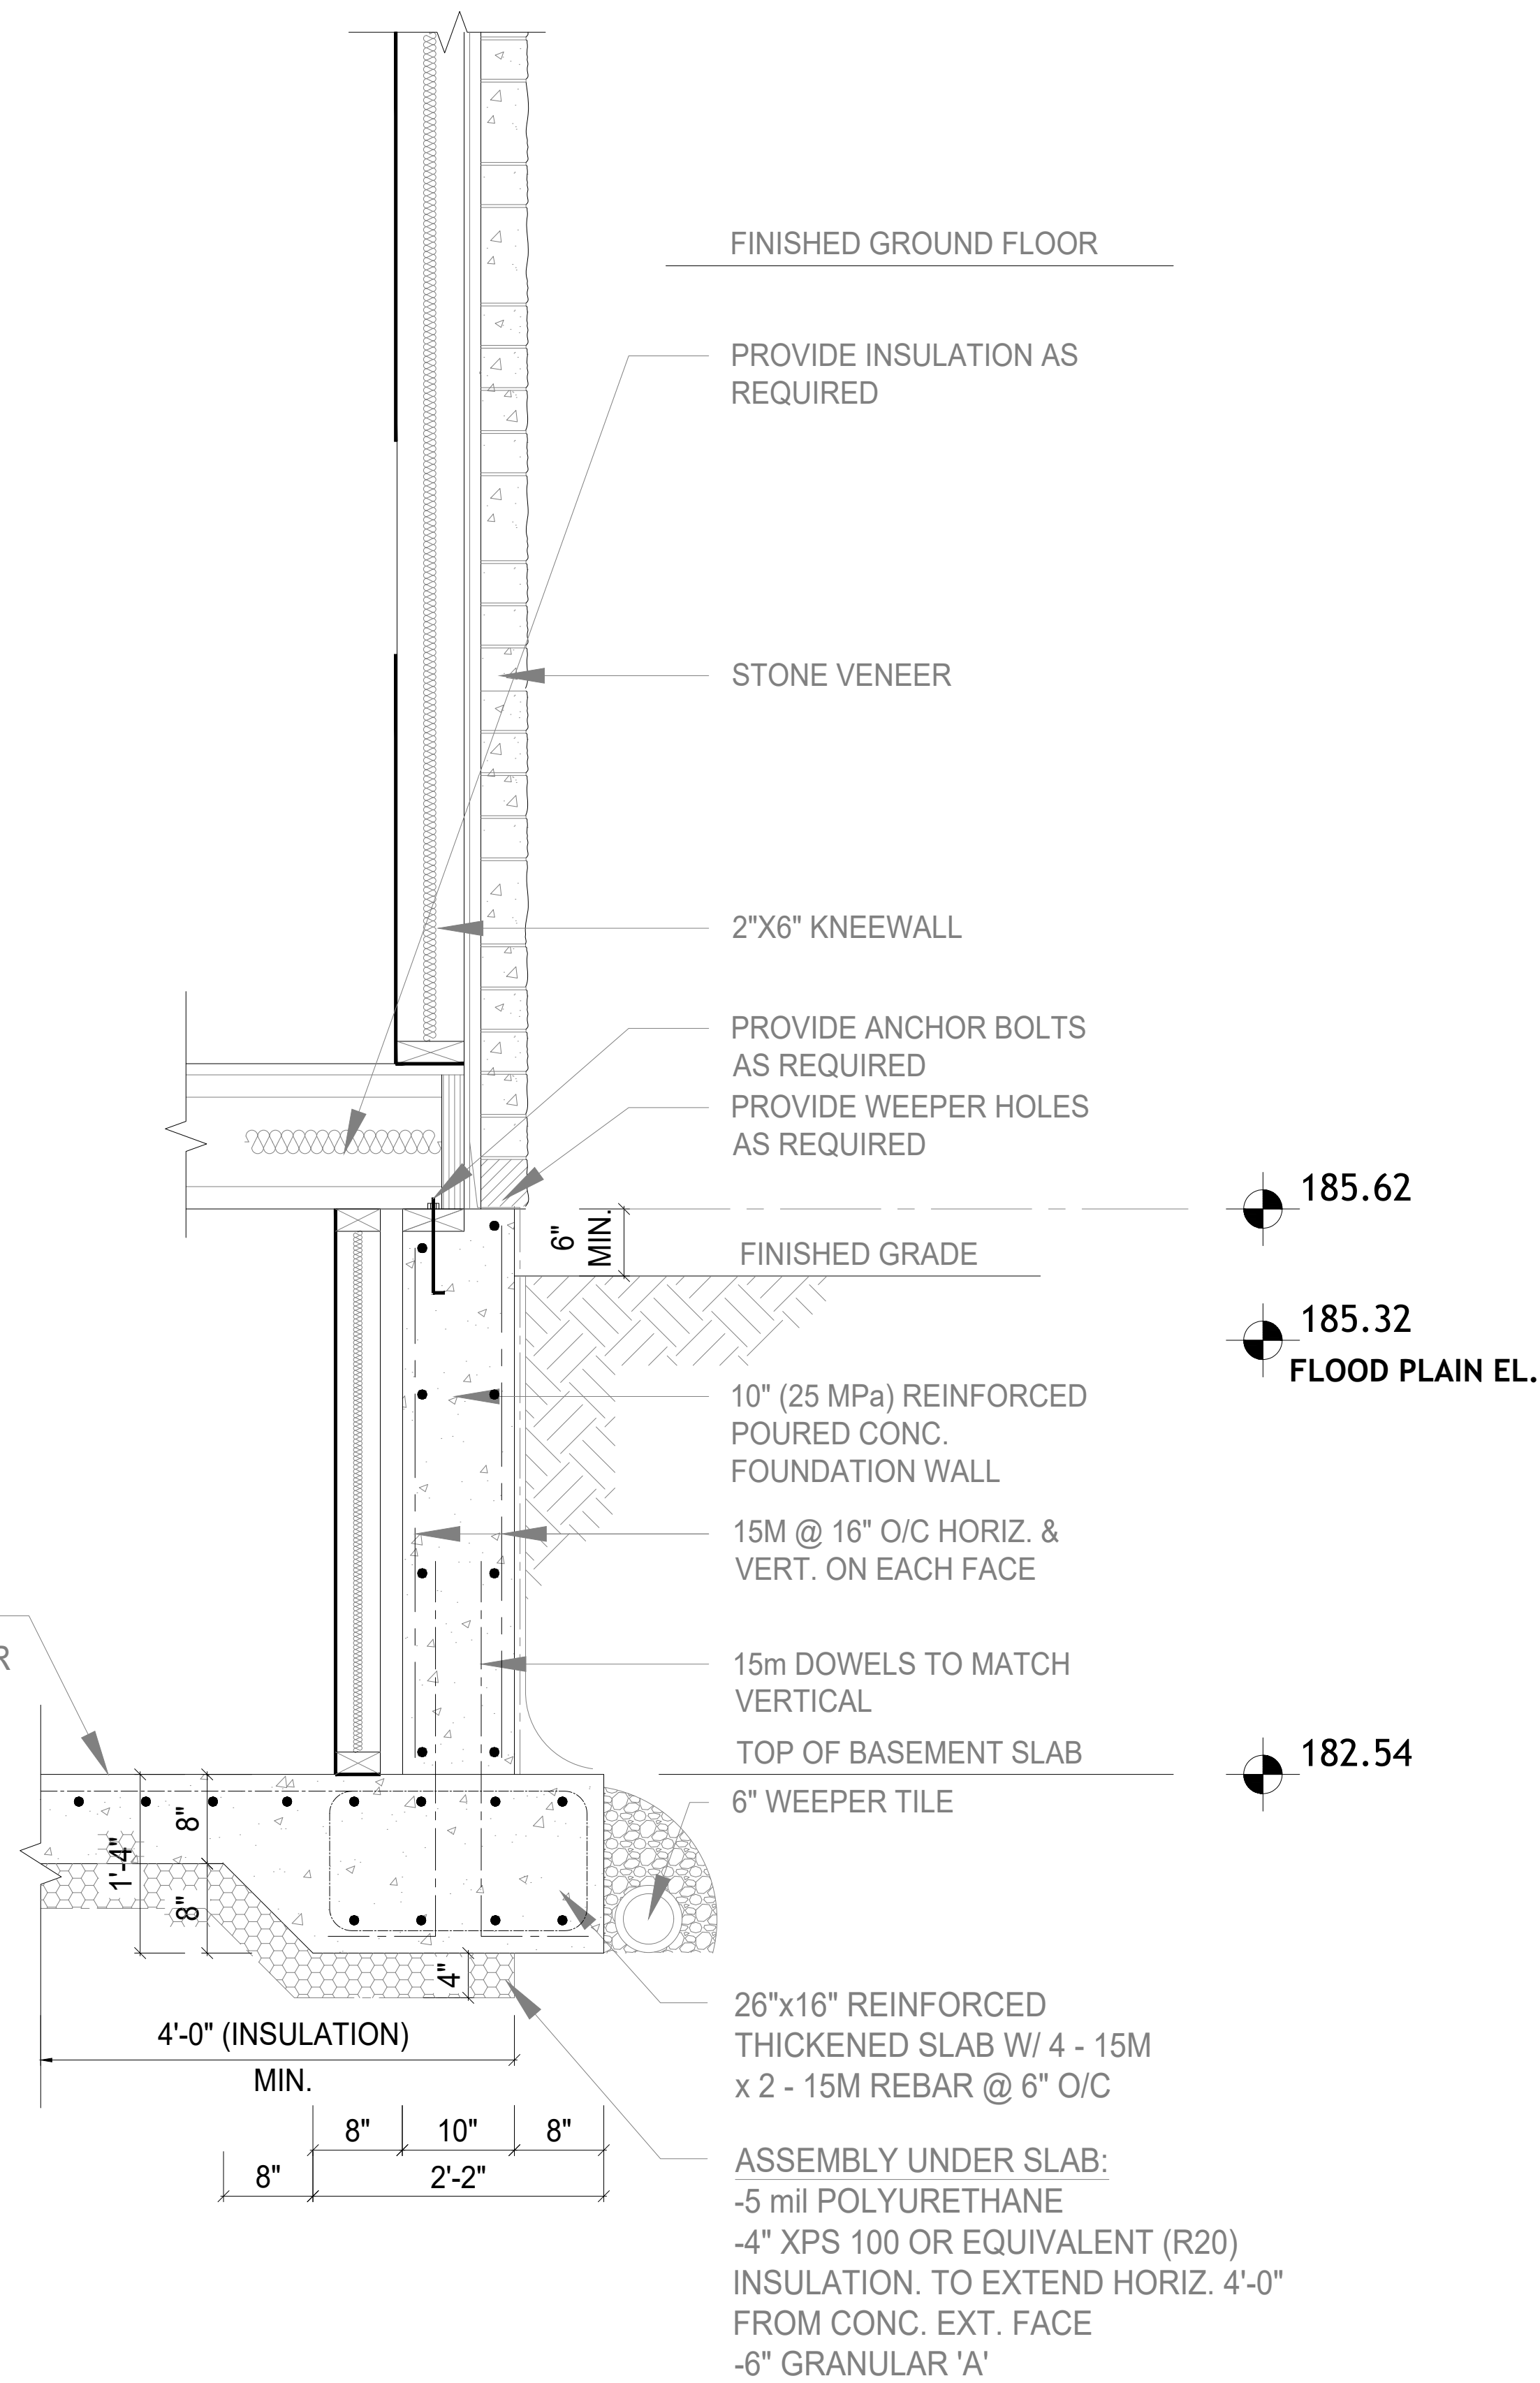 FINISHED GROUND FLOOR
PROVIDE INSULATION AS
REQUIRED
STONE VENEER
2"X6" KNEEWALL
PROVIDE ANCHOR BOLTS
AS REQUIRED
PROVIDE WEEPER HOLES
AS REQUIRED
185.62
6"
MIN.
FINISHED GRADE
185.32
FLOOD PLAIN EL.
10" (25 MPa) REINFORCED
POURED CONC.
FOUNDATION WALL
15M @ 16" O/C HORIZ. &
VERT. ON EACH FACE
R
15m DOWELS TO MATCH
VERTICAL
TOP OF BASEMENT SLAB
182.54
6" WEEPER TILE
8"
1'-4"
8"
4"
26"x16" REINFORCED
THICKENED SLAB W/ 4 - 15M
x 2 - 15M REBAR @ 6" O/C
4'-0" (INSULATION)
MIN.
8" 10" 8"
8" 2'-2"
ASSEMBLY UNDER SLAB:
-5 mil POLYURETHANE
-4" XPS 100 OR EQUIVALENT (R20)
INSULATION. TO EXTEND HORIZ. 4'-0"
FROM CONC. EXT. FACE
-6" GRANULAR 'A'